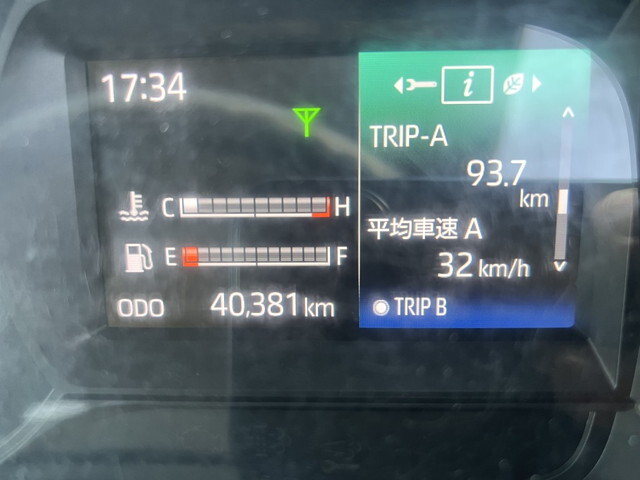 17:34
C H
E F
ODO 40,381 km
i
TRIP-A
93.7
km
平均車速 A
32 km/h
TRIP B